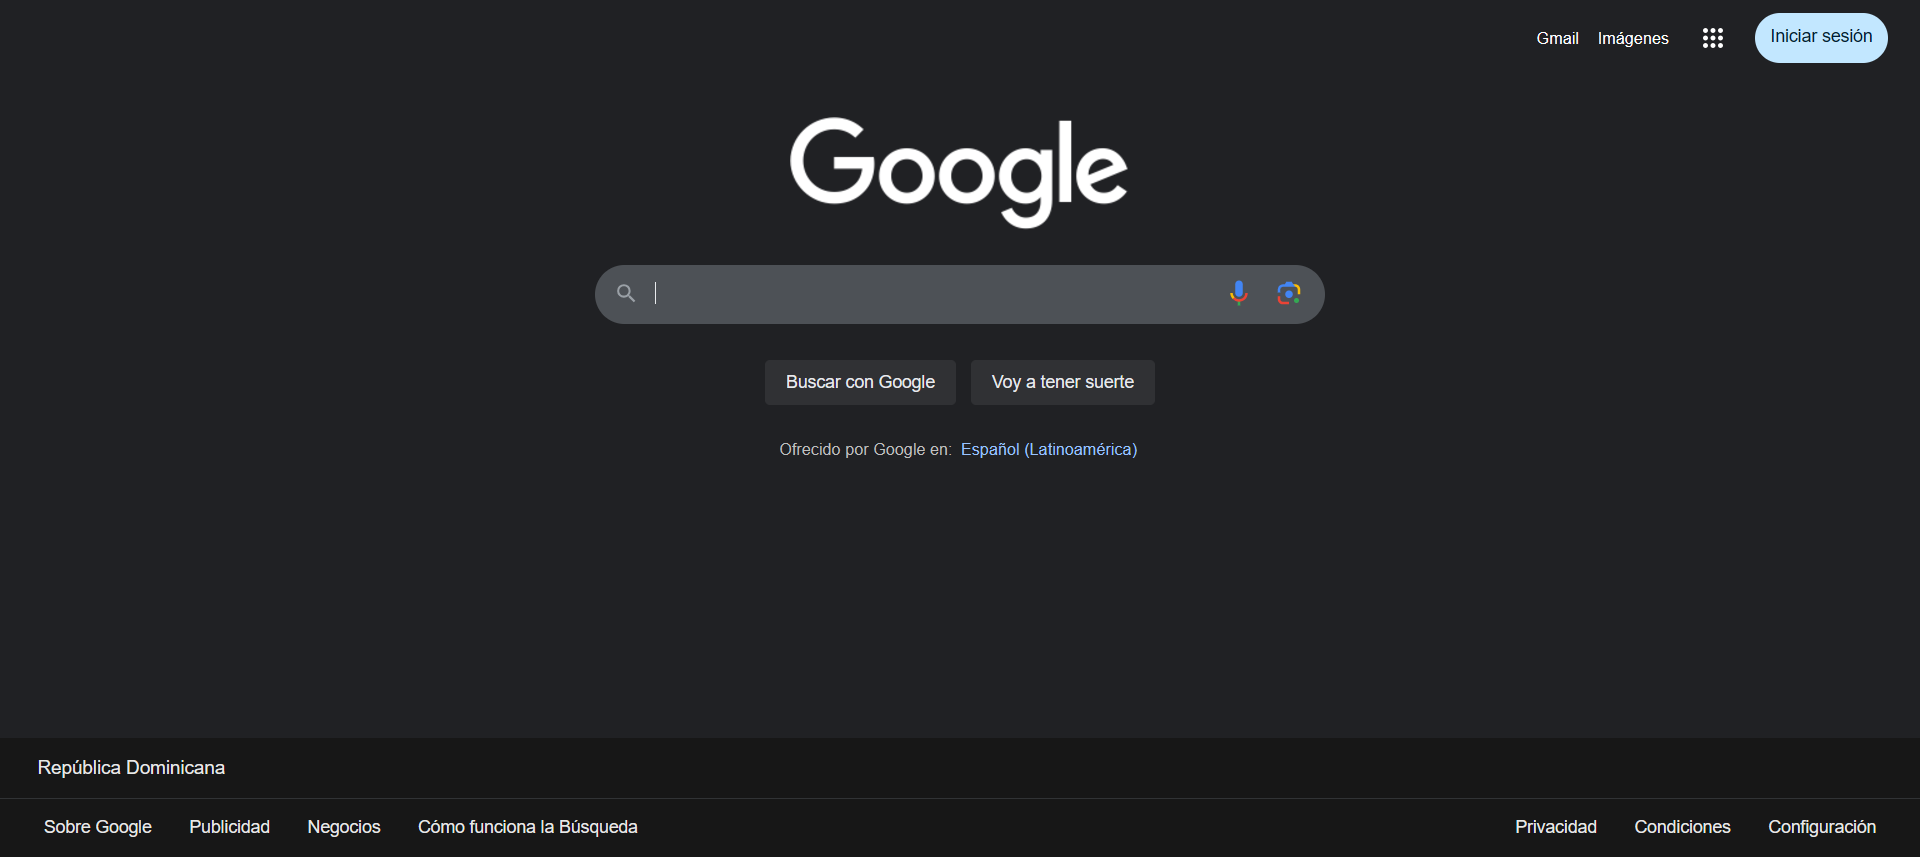 Gmail Imágenes Iniciar sesión
Google
Buscar con Google Voy a tener suerte
Ofrecido por Google en: Español (Latinoamérica)
República Dominicana
Sobre Google Publicidad Negocios Cómo funciona la Búsqueda Privacidad Condiciones Configuración